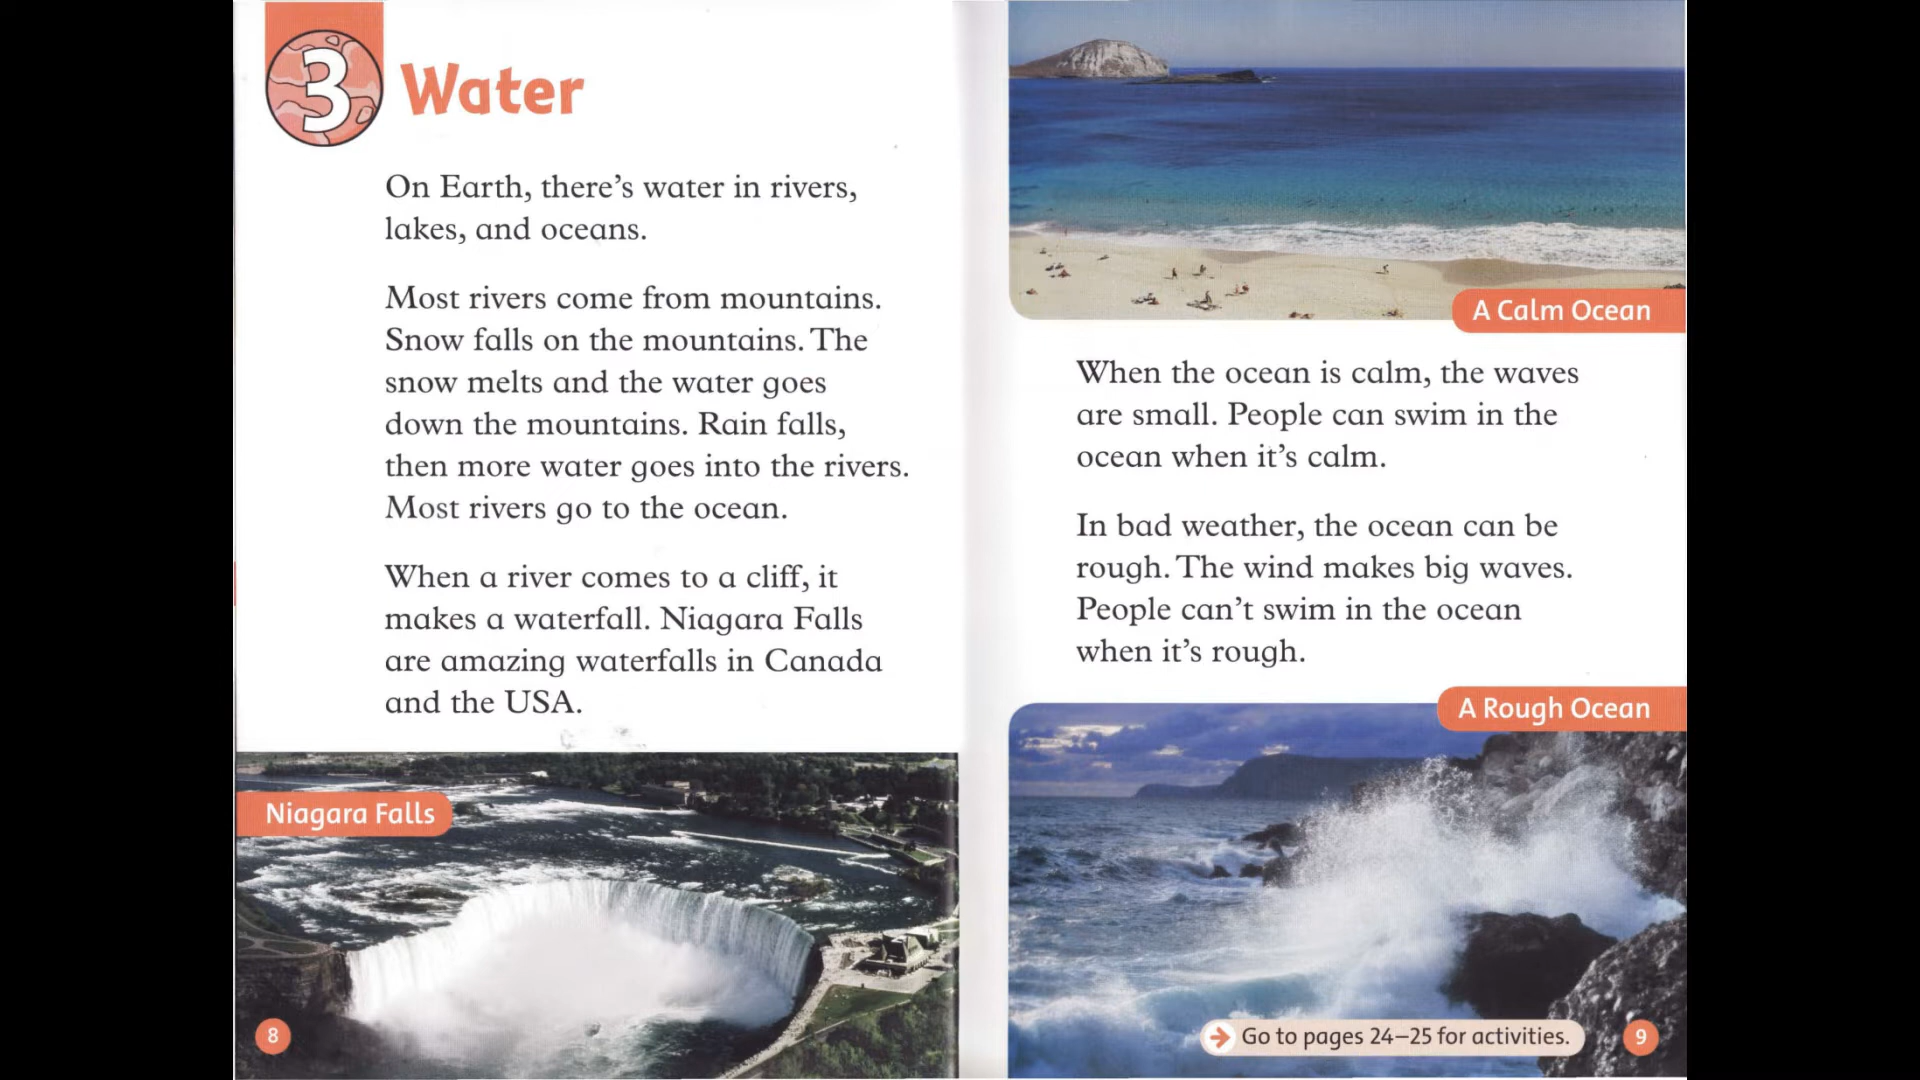 3 Water
On Earth, there's water in rivers,
lakes, and oceans.
Most rivers come from mountains.
Snow falls on the mountains. The
snow melts and the water goes
down the mountains. Rain falls,
then more water goes into the rivers.
Most rivers go to the ocean.
When a river comes to a cliff, it
makes a waterfall. Niagara Falls
are amazing waterfalls in Canada
and the USA.
Niagara Falls
8
A Calm Ocean
When the ocean is calm, the waves
are small. People can swim in the
ocean when it's calm.
In bad weather, the ocean can be
rough. The wind makes big waves.
People can't swim in the ocean
when it's rough.
A Rough Ocean
Go to pages 24–25 for activities.
9